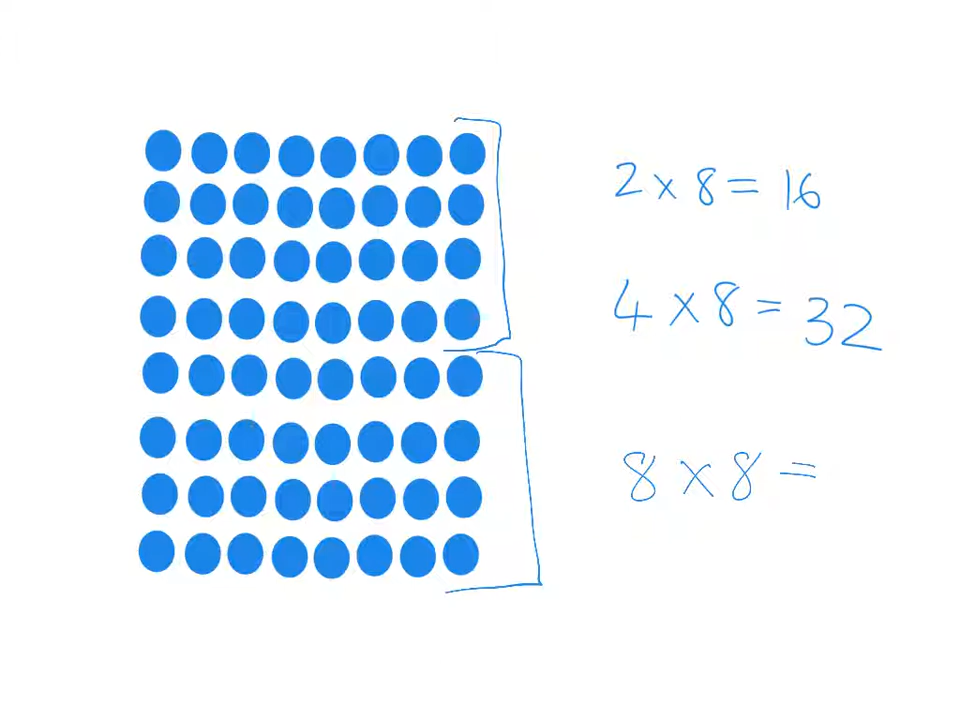 2 × 8 = 16
4 × 8 = 32
8 × 8 =